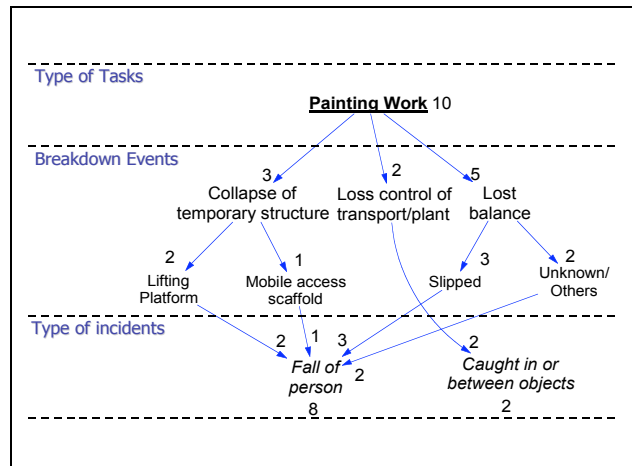 Type of Tasks
Painting Work 10
Breakdown Events
3
2
5
Collapse of
temporary structure
Loss control of
transport/plant
Lost
balance
2
1
3
2
Lifting
Platform
Mobile access
scaffold
Slipped
Unknown/
Others
Type of incidents
2
1
3
2
2
Fall of
person
8
Caught in or
between objects
2